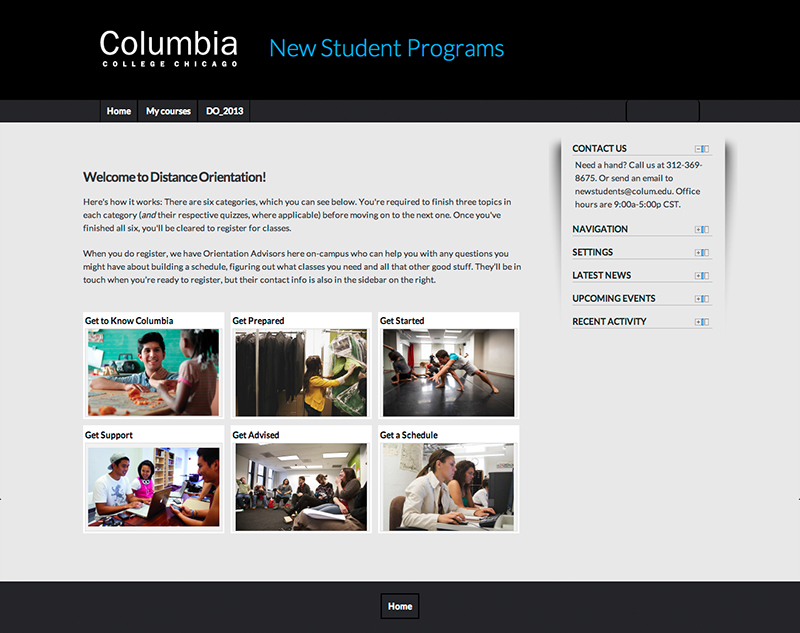 Columbia
COLLEGE CHICAGO
New Student Programs
Home
My courses
DO_2013
Welcome to Distance Orientation!
Here's how it works: There are six categories, which you can see below. You're required to finish three topics in
each category (and their respective quizzes, where applicable) before moving on to the next one. Once you've
finished all six, you'll be cleared to register for classes.
When you do register, we have Orientation Advisors here on-campus who can help you with any questions you
might have about building a schedule, figuring out what classes you need and all that other good stuff. They'll be in
touch when you're ready to register, but their contact info is also in the sidebar on the right.
Get to Know Columbia
Get Prepared
Get Started
Get Support
Get Advised
Get a Schedule
CONTACT US
Need a hand? Call us at 312-369-
8675. Or send an email to
newstudents@colum.edu. Office
hours are 9:00a-5:00p CST.
NAVIGATION
SETTINGS
LATEST NEWS
UPCOMING EVENTS
RECENT ACTIVITY
Home